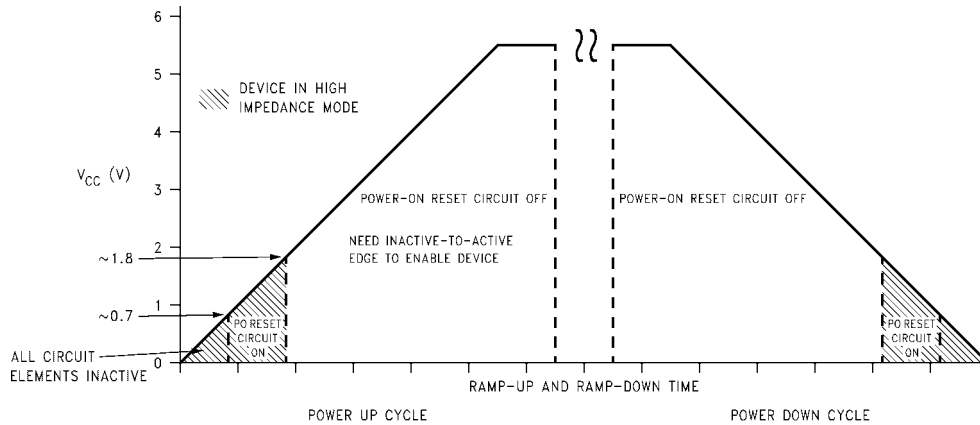 6
5
4
3
2
1
0
DEVICE IN HIGH
IMPEDANCE MODE
VCC (V)
~1.8
~0.7
ALL CIRCUIT
ELEMENTS INACTIVE
PO RESET
CIRCUIT
ON
POWER-ON RESET CIRCUIT OFF
NEED INACTIVE-TO-ACTIVE
EDGE TO ENABLE DEVICE
POWER-ON RESET CIRCUIT OFF
PO RESET
CIRCUIT
ON
RAMP-UP AND RAMP-DOWN TIME
POWER UP CYCLE
POWER DOWN CYCLE